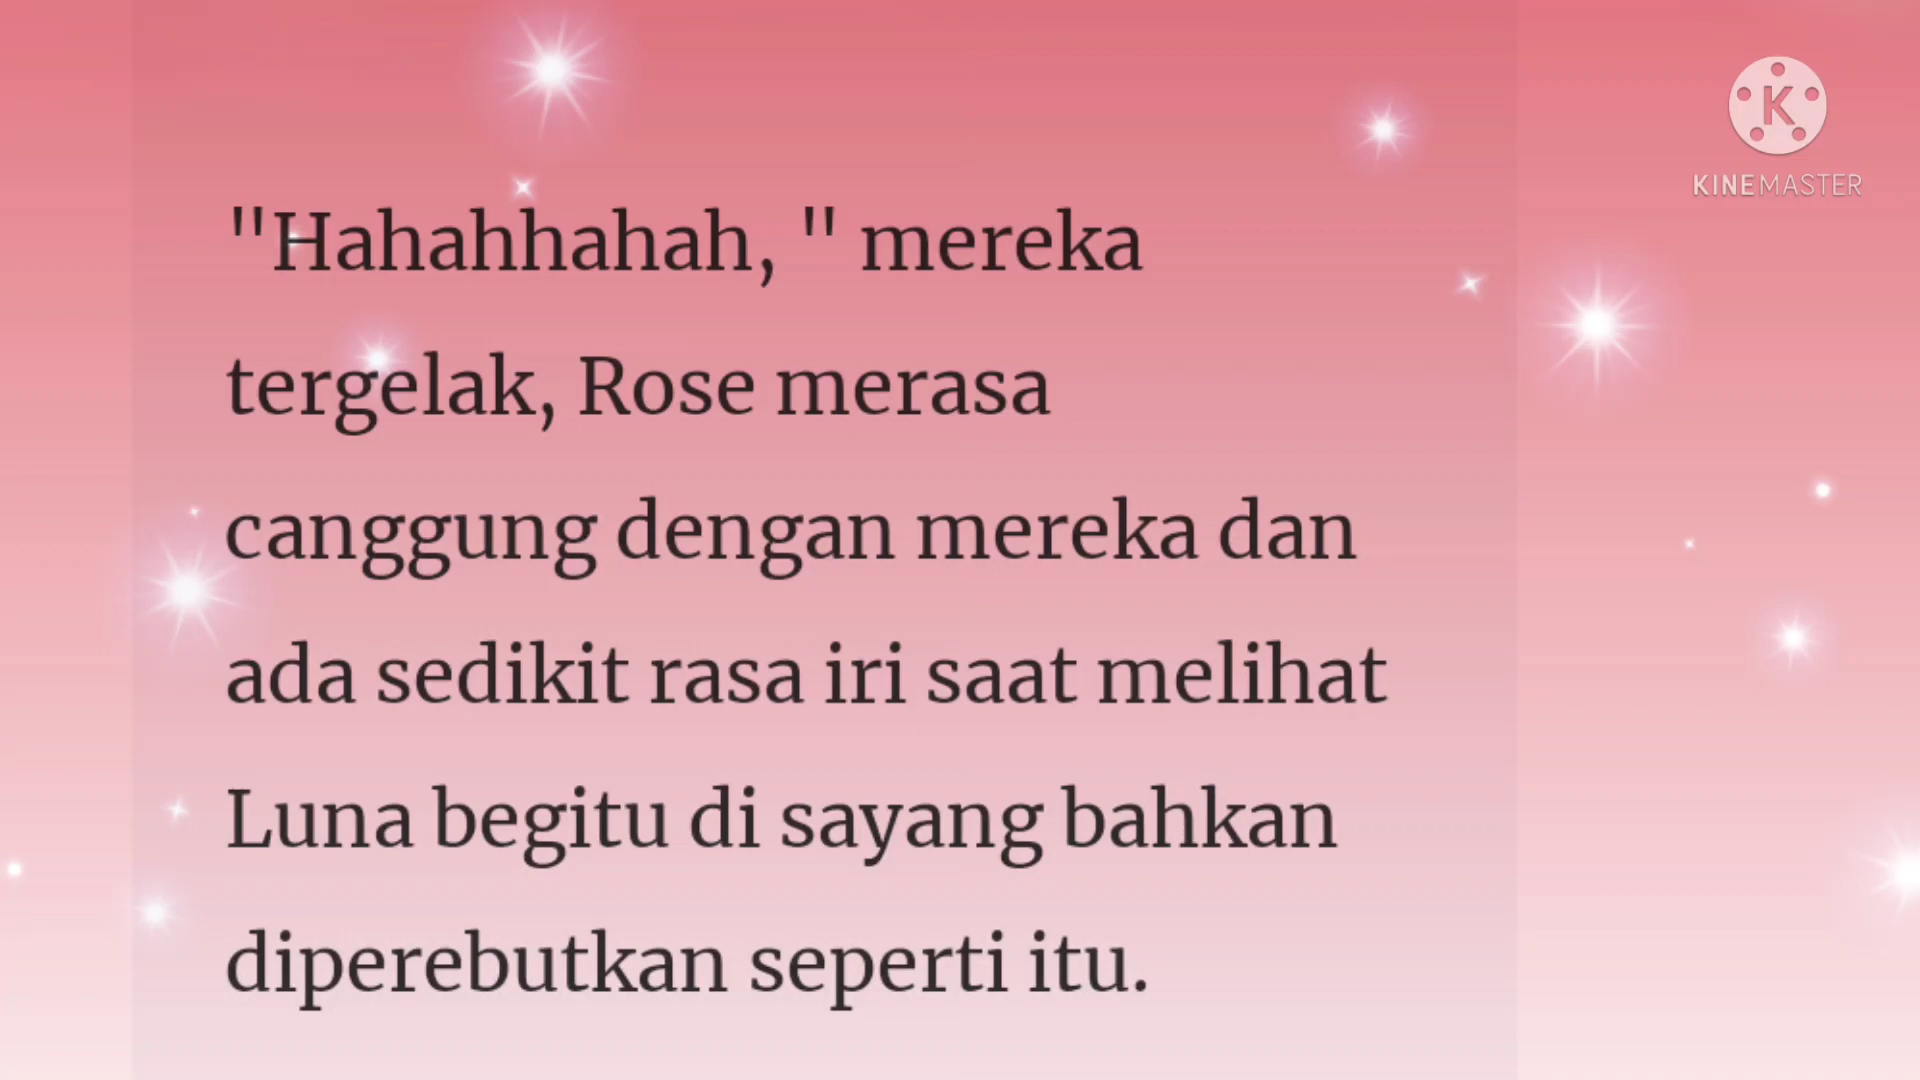 "Hahahhahah, " mereka
tergelak, Rose merasa
canggung dengan mereka dan
ada sedikit rasa iri saat melihat
Luna begitu di sayang bahkan
diperebutkan seperti itu.
K
KINEMASTER